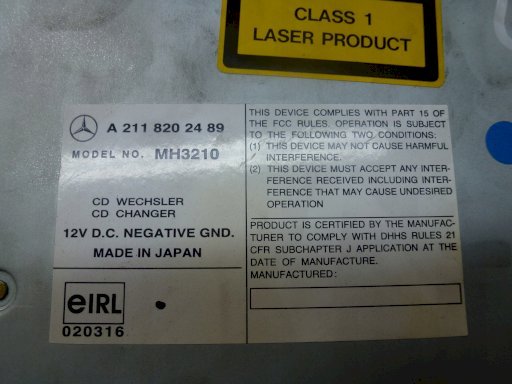 CLASS 1
LASER PRODUCT
A 211 820 24 89
MODEL NO. MH3210
CD WECHSLER
CD CHANGER
12V D.C. NEGATIVE GND.
MADE IN JAPAN
eIRL
020316
THIS DEVICE COMPLIES WITH PART 15 OF
THE FCC RULES. OPERATION IS SUBJECT
TO THE FOLLOWING TWO CONDITIONS:
(1) THIS DEVICE MAY NOT CAUSE HARMFUL
INTERFERENCE.
(2) THIS DEVICE MUST ACCEPT ANY INTER-
FERENCE RECEIVED INCLUDING INTER-
FERENCE THAT MAY CAUSE UNDESIRED
OPERATION
PRODUCT IS CERTIFIED BY THE MANUFAC-
TURER TO COMPLY WITH DHHS RULES 21
CFR SUBCHAPTER J APPLICATION AT THE
DATE OF MANUFACTURE.
MANUFACTURED: